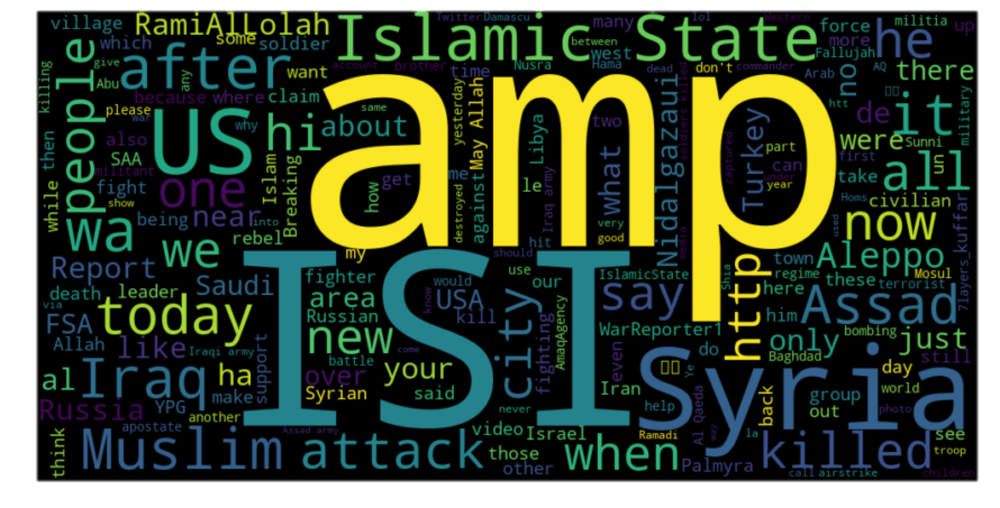 village
RamiAlLolah
Islamic State
Twitter
Damascu
many
lol
Western
force
militia
up
which
some
soldier
between
west
more
he
Fallujah
people
give
after
want
account
brother
time
Nusra
Hama
dead
don't
commander
Arab
no
AQ
there
killing
Abu
any
because
where
claim
amp
yesterday
May Allah
Nidalgazaui
soldiers killed
htt
military
please
war
US
why
hi
about
same
Libya
two
Turkey
part
de
it
were
Sunni
then
also
SAA
militant
Islam
Breaking
me
what
captured
can
under
year
first
un
all
take
fight
one
how
get
against
le
Iraq army
Homs
civilian
while
show
wa
being
near
into
destroyed
very
good
used
now
7layers_kuffar
we
rebel
my
hit
should
media
Report
Saudi
ISI
fighter
would
use
our
IslamicState
Shia
http
town
Aleppo
regime
these
Mosul
terrorist
death
leader
area
know
USA
city
AmaqAgency
say
here
Assad
via
today
FSA
Russian
kill
fighting
WarReporter1
him
bombing
Allah
like
Iraqi army
support
new
come
battle
even
do
only
Baghdad
just
still
al
Iraq
ha
over
your
Syria
Ye
day
make
Syrian
said
Iran
help
Al Qaeda
back
group
world
Russia
YPG
another
never
out
photo
think
apostate
Assad army
video
Israel
Ramadi
way
la
see
Muslim
attack
those
when
killed
troop
other
Palmyra
call
airstrike
children